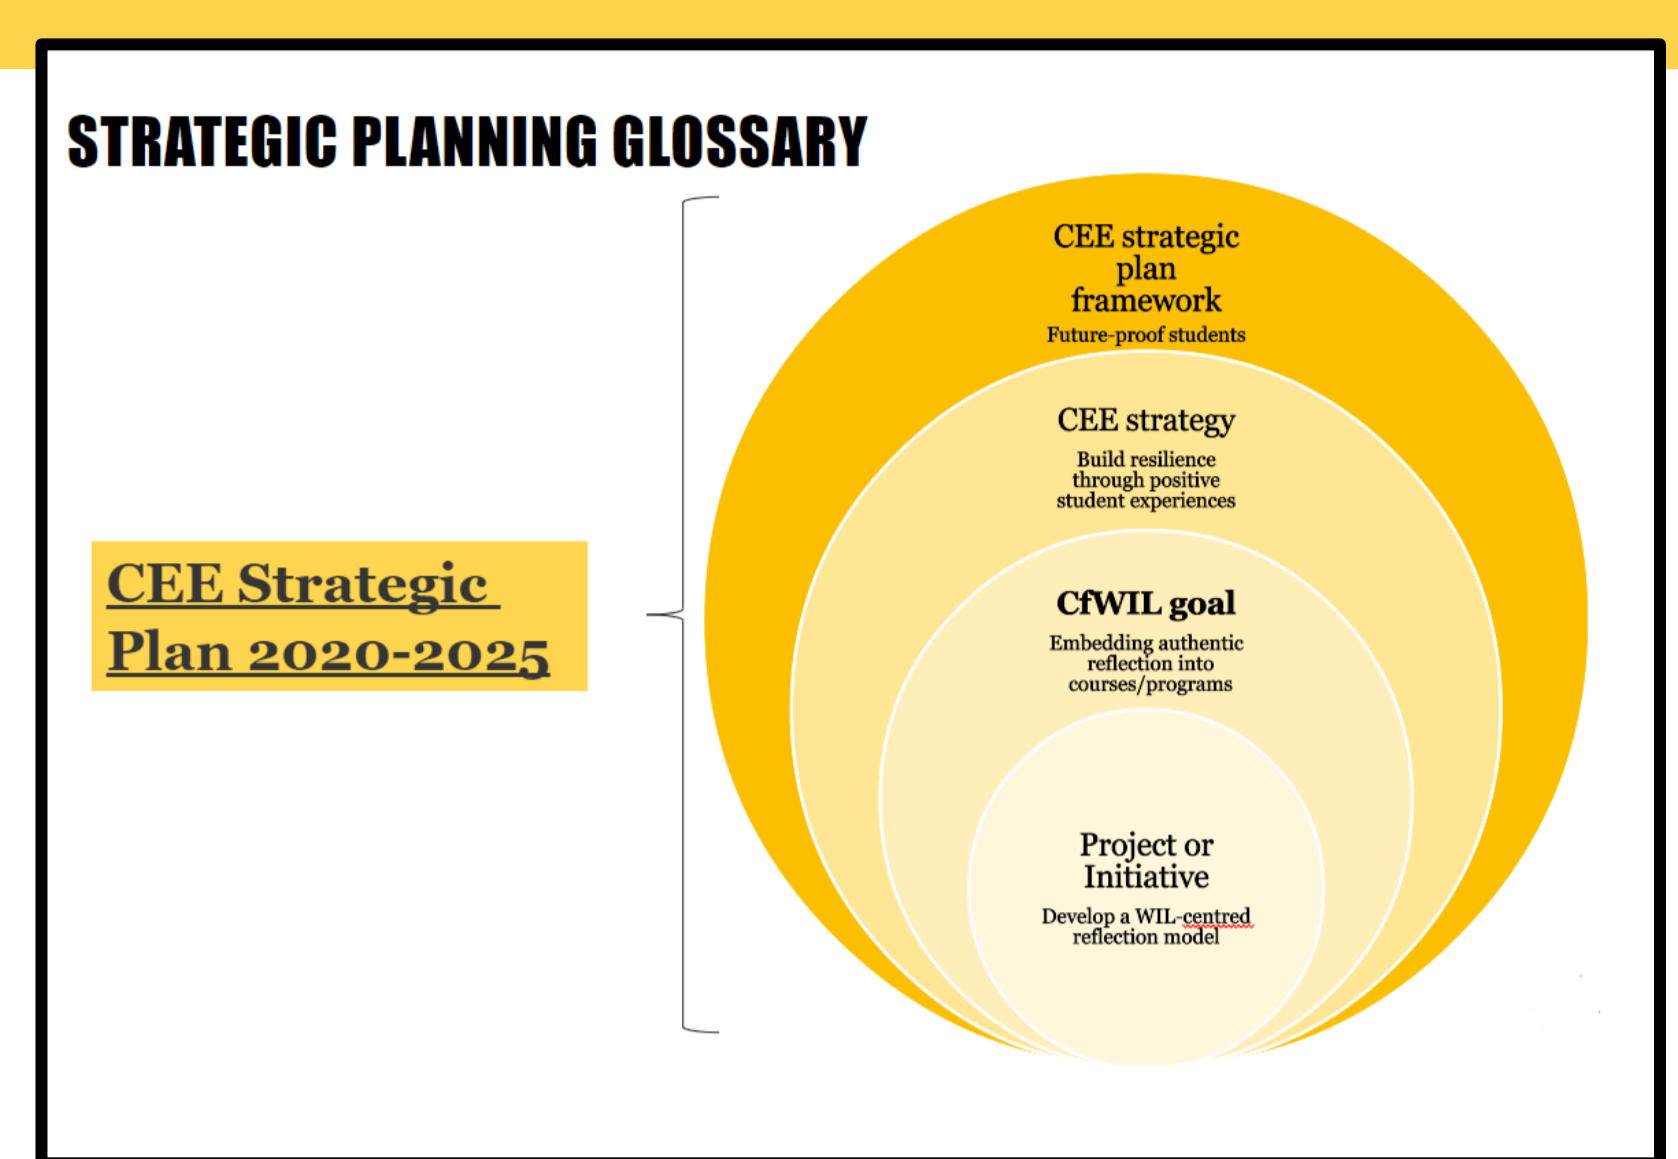 STRATEGIC PLANNING GLOSSARY
CEE Strategic
Plan 2020-2025
CEE strategic
plan
framework
Future-proof students
CEE strategy
Build resilience
through positive
student experiences
CfWIL goal
Embedding authentic
reflection into
courses/programs
Project or
Initiative
Develop a WIL-centred
reflection model